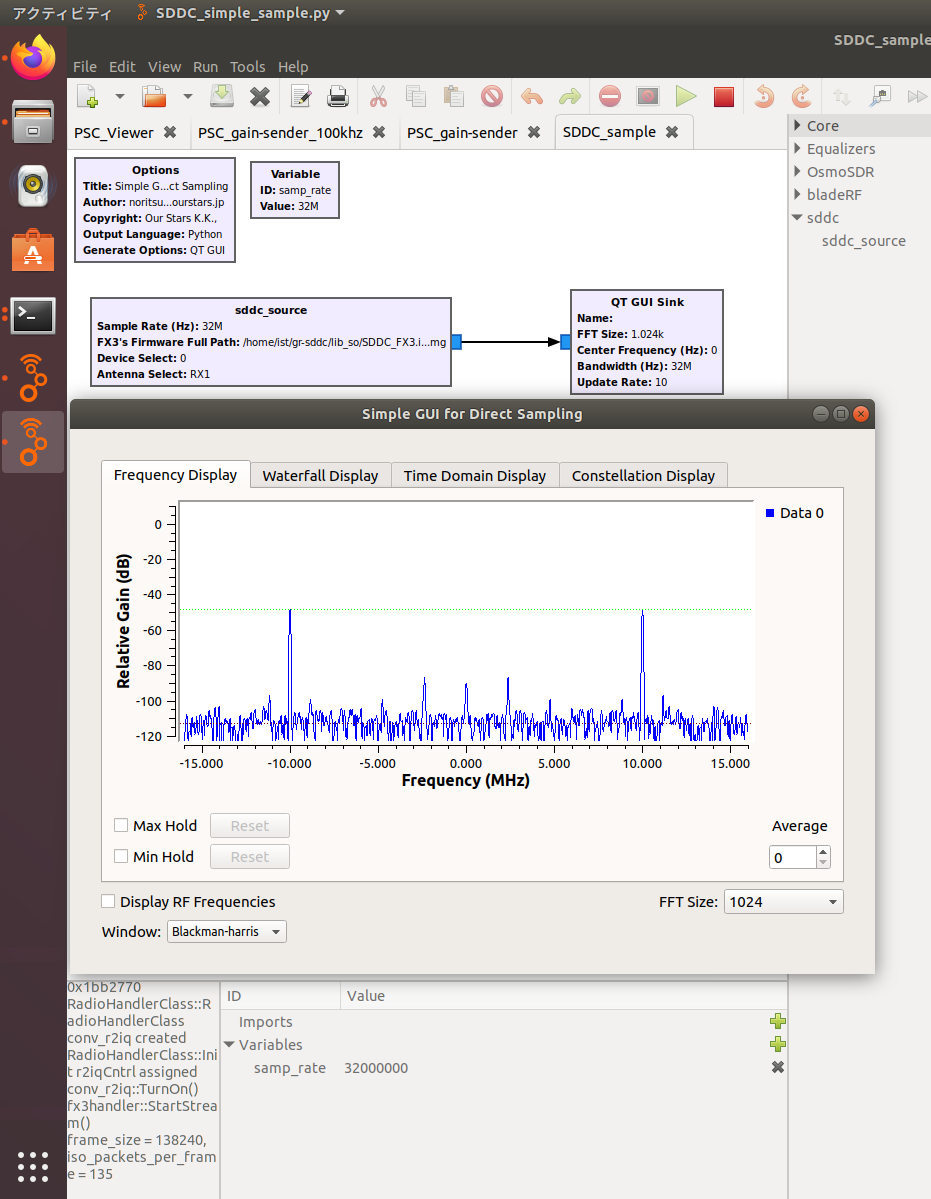 アクティビティ
SDDC_simple_sample.py
SDDC_sample
File Edit View Run Tools Help
PSC_Viewer PSC_gain-sender_100khz PSC_gain-sender SDDC_sample
Core
Equalizers
OsmoSDR
bladeRF
sddc
sddc_source
Options
Title: Simple G...ct Sampling
Author: noritsu...ourstars.jp
Copyright: Our Stars K.K.,
Output Language: Python
Generate Options: QT GUI
Variable
ID: samp_rate
Value: 32M
sddc_source
Sample Rate (Hz): 32M
FX3's Firmware Full Path: /home/ist/gr-sddc/lib_so/SDDC_FX3.i...mg
Device Select: 0
Antenna Select: RX1
QT GUI Sink
Name:
FFT Size: 1.024k
Center Frequency (Hz): 0
Bandwidth (Hz): 32M
Update Rate: 10
Simple GUI for Direct Sampling
Frequency Display Waterfall Display Time Domain Display Constellation Display
Data 0
Relative Gain (dB)
0
-20
-40
-60
-80
-100
-120
-15.000 -10.000 -5.000 0.000 5.000 10.000 15.000
Frequency (MHz)
Max Hold Reset
Min Hold Reset
Average
0
Display RF Frequencies
FFT Size: 1024
Window: Blackman-harris
0x1bb2770
RadioHandlerClass::R
adioHandlerClass
conv_r2iq created
RadioHandlerClass::Ini
t r2iqCntrl assigned
conv_r2iq::TurnOn()
fx3handler::StartStrea
m()
frame_size = 138240,
iso_packets_per_fram
e = 135
ID Value
Imports
Variables
samp_rate 32000000